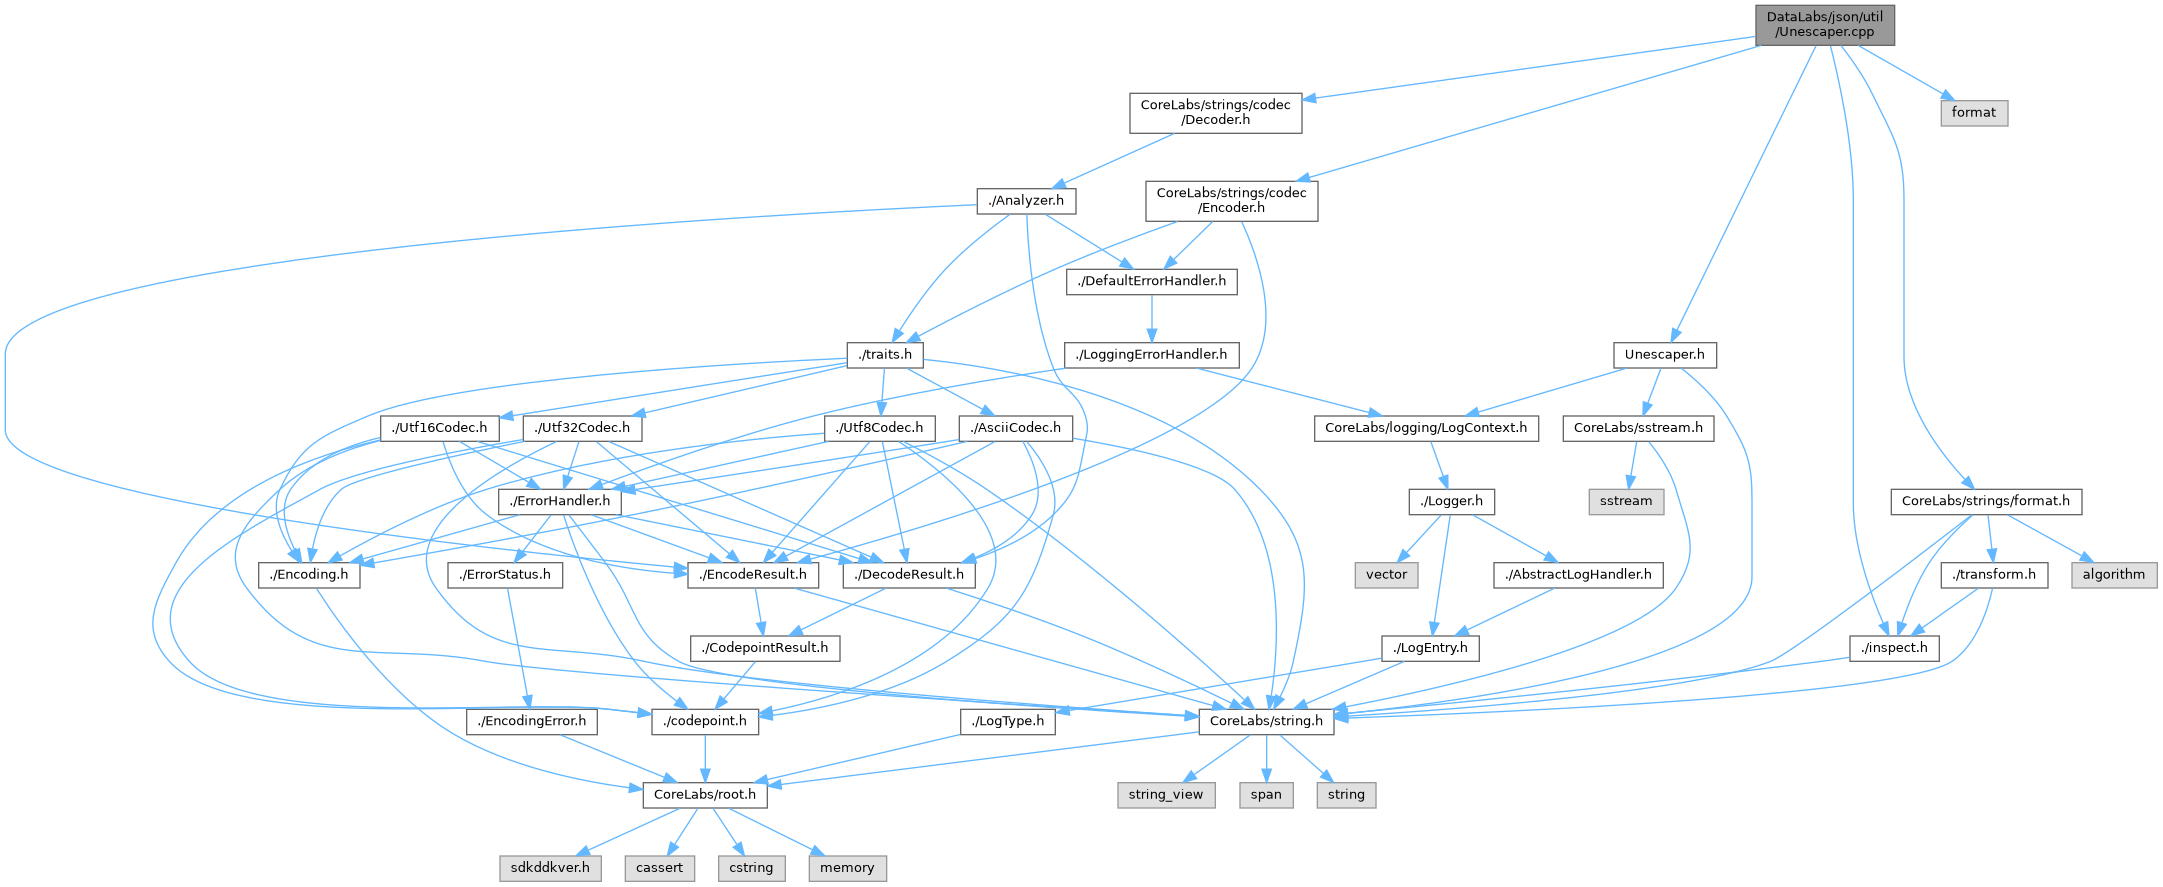 DataLabs/json/util
/Unescaper.cpp
CoreLabs/strings/codec
/Decoder.h
format
./Analyzer.h
CoreLabs/strings/codec
/Encoder.h
./DefaultErrorHandler.h
./traits.h
./LoggingErrorHandler.h
Unescaper.h
./Utf16Codec.h
./Utf32Codec.h
./Utf8Codec.h
./AsciiCodec.h
CoreLabs/logging/LogContext.h
CoreLabs/sstream.h
./ErrorHandler.h
./Logger.h
sstream
CoreLabs/strings/format.h
./Encoding.h
./ErrorStatus.h
./EncodeResult.h
./DecodeResult.h
vector
./AbstractLogHandler.h
./transform.h
algorithm
./CodepointResult.h
./LogEntry.h
./inspect.h
./EncodingError.h
./codepoint.h
./LogType.h
CoreLabs/string.h
CoreLabs/root.h
string_view
span
string
sdkddkver.h
cassert
cstring
memory